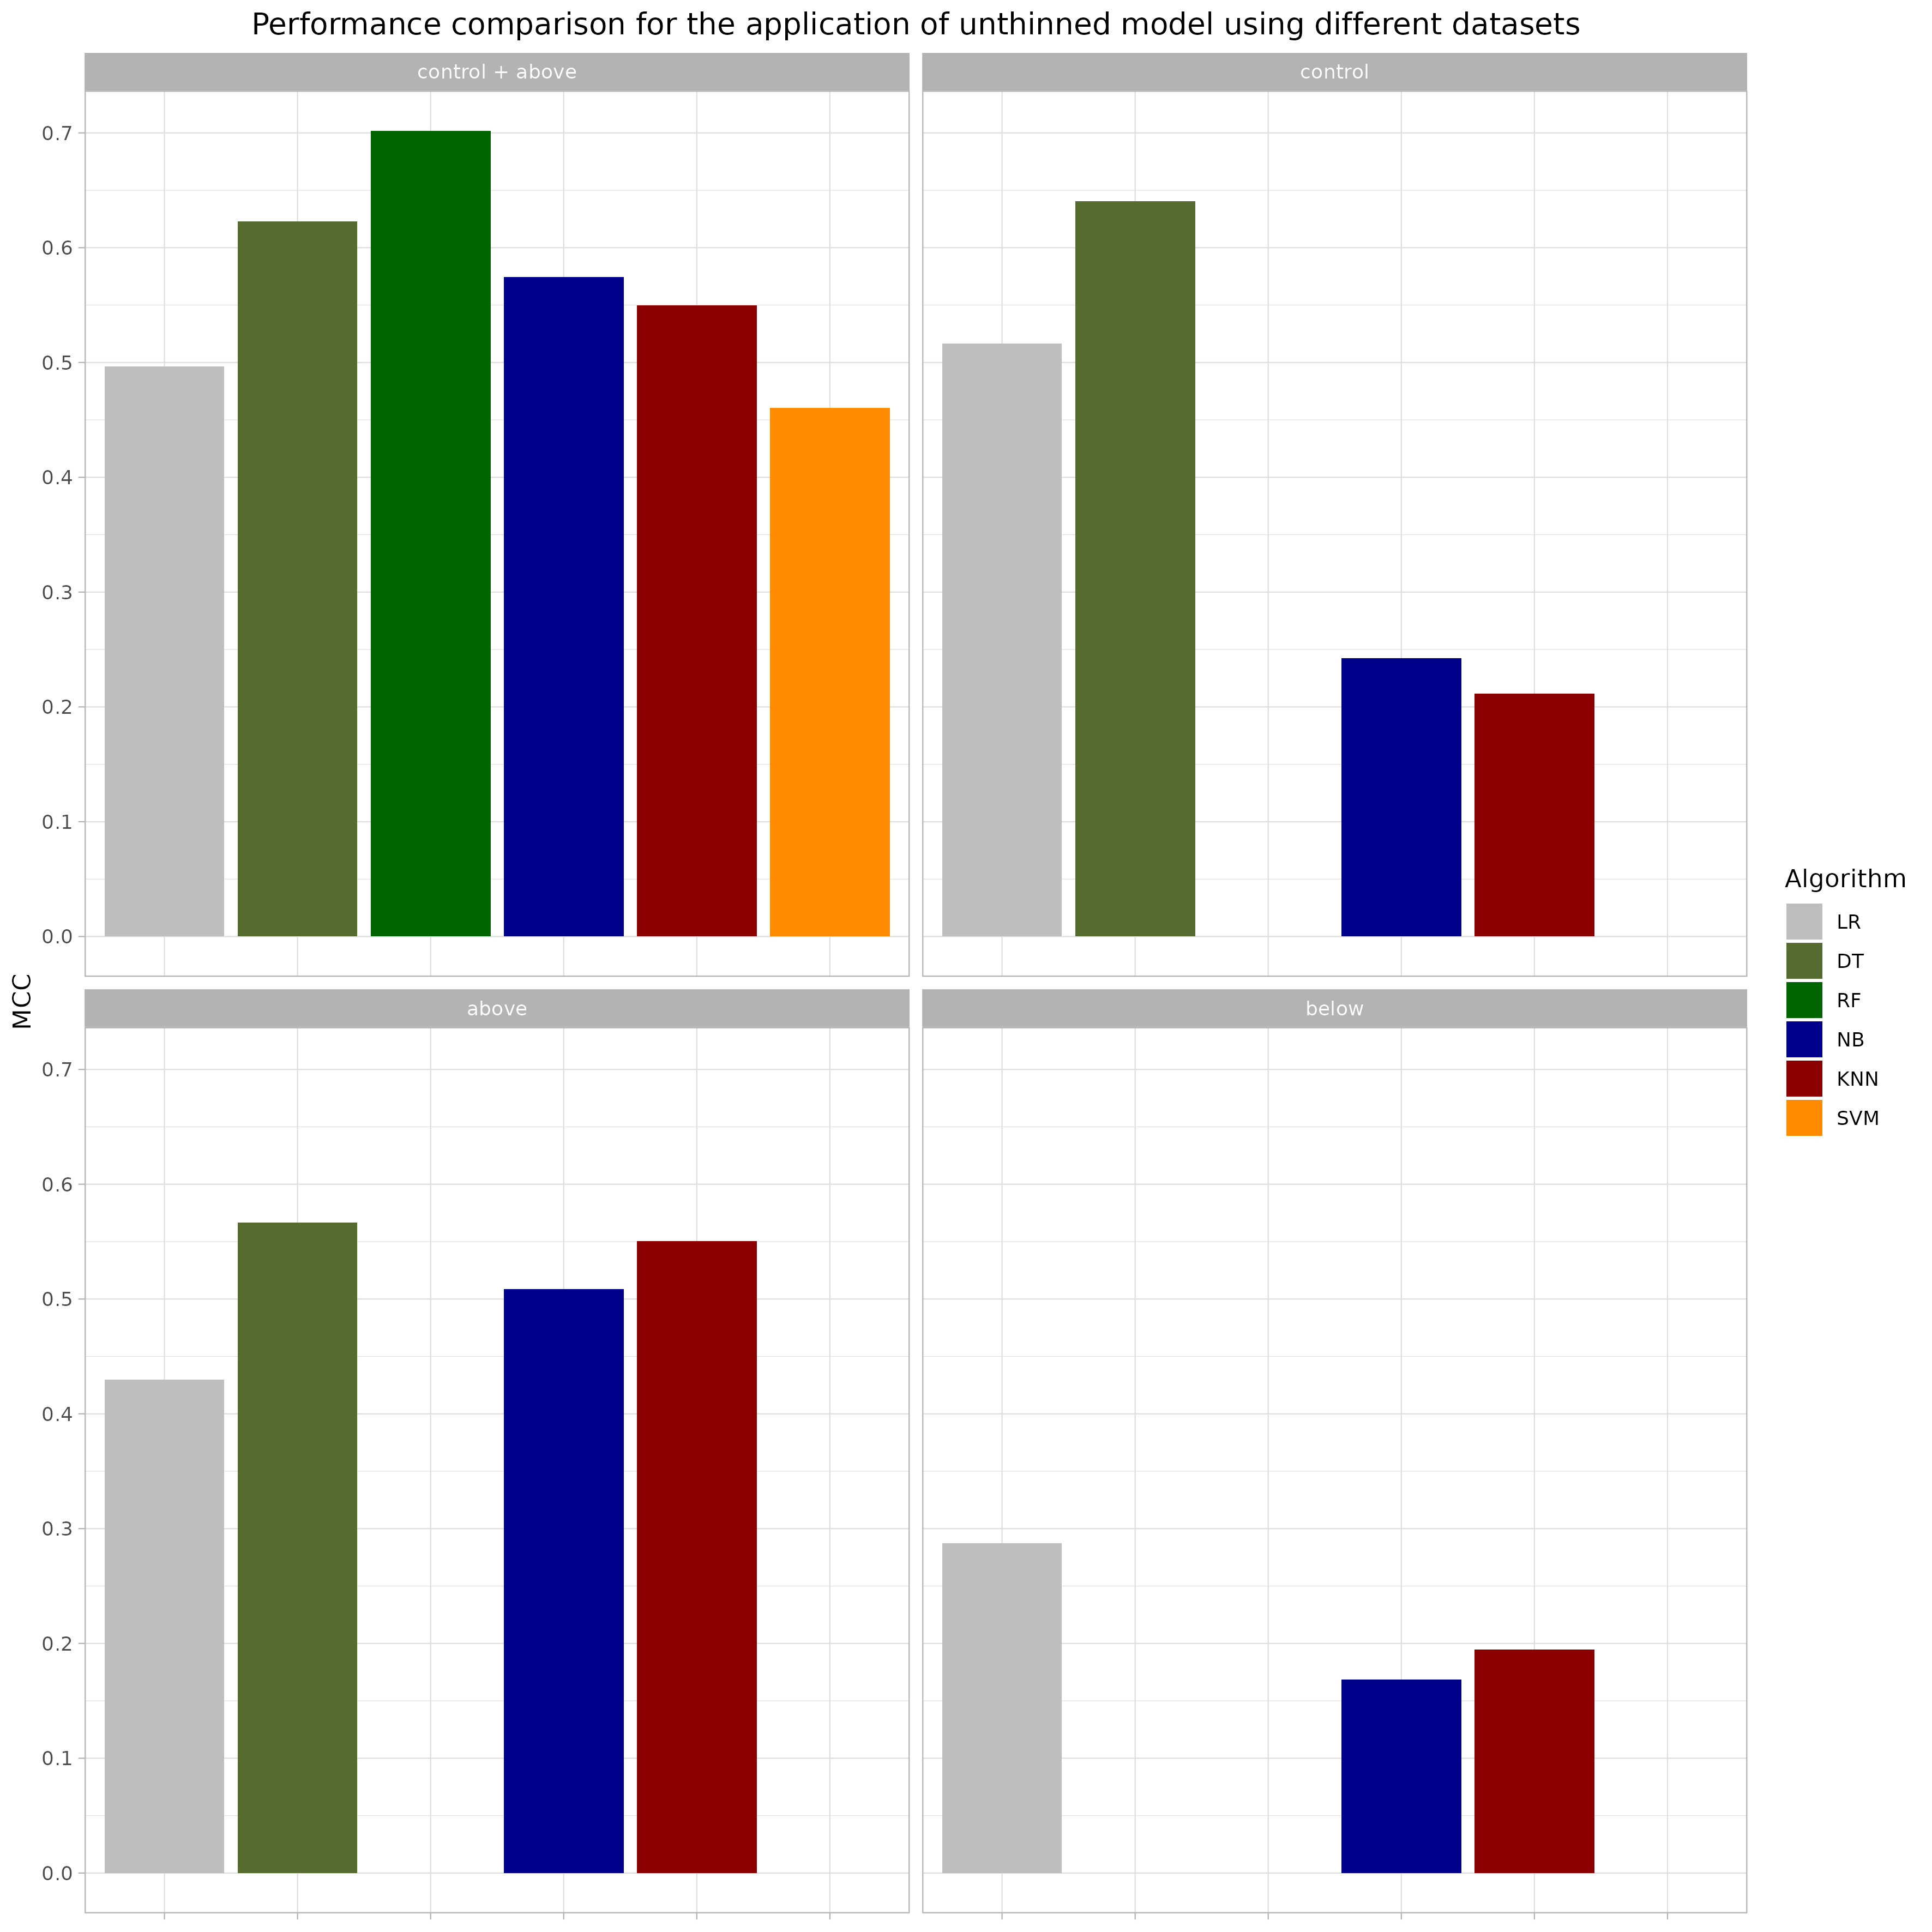 Performance comparison for the application of unthinned model using different datasets
control + above
control
0.7
0.6
0.5
0.4
0.3
0.2
0.1
0.0
MCC
above
below
0.7
0.6
0.5
0.4
0.3
0.2
0.1
0.0
Algorithm
LR
DT
RF
NB
KNN
SVM